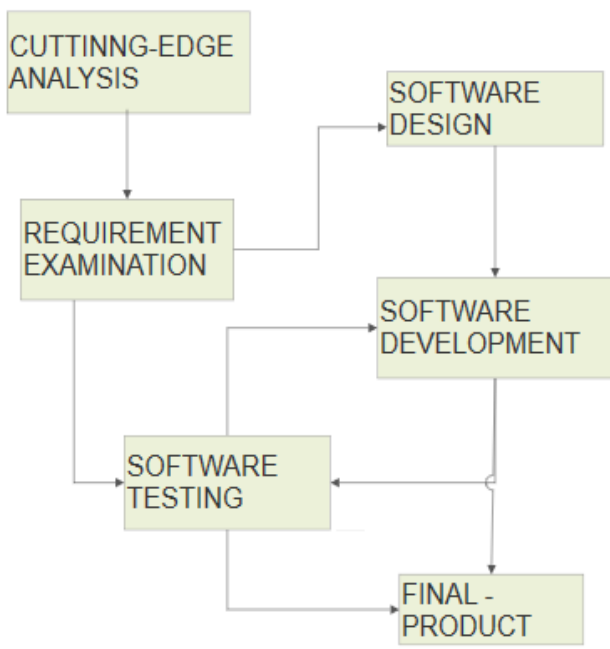 CUTTINNG-EDGE
ANALYSIS
SOFTWARE
DESIGN
REQUIREMENT
EXAMINATION
SOFTWARE
DEVELOPMENT
SOFTWARE
TESTING
FINAL -
PRODUCT